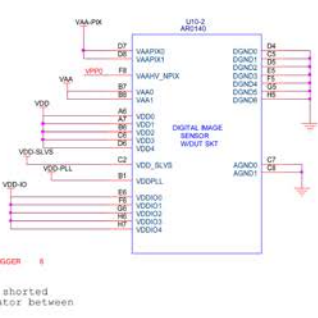 VAA-PIX
U10-2
AR0140
D7 VAAPIX0 DGND0 D4
D8 VAAPIX1 DGND1 C5
DGND2 D5
VPP0 F8 VAAHV_NPIX DGND3 E5
DGND4 F5
VAA B7 VAA0 DGND5 G5
B8 VAA1 DGND6 H5
VDD
A6 VDD0
A7 VDD1
B6 VDD2 DIGITAL IMAGE
C6 VDD3 SENSOR
D6 VDD4 W/DUT SKT
VDD-SLVS
C2 VDD_SLVS AGND0 C7
VDD-PLL AGND1 C8
B1 VDDPLL
VDD-IO
E6 VDDIO0
F6 VDDIO1
G6 VDDIO2
H6 VDDIO3
H7 VDDIO4
GGER 6
shorted
ator between